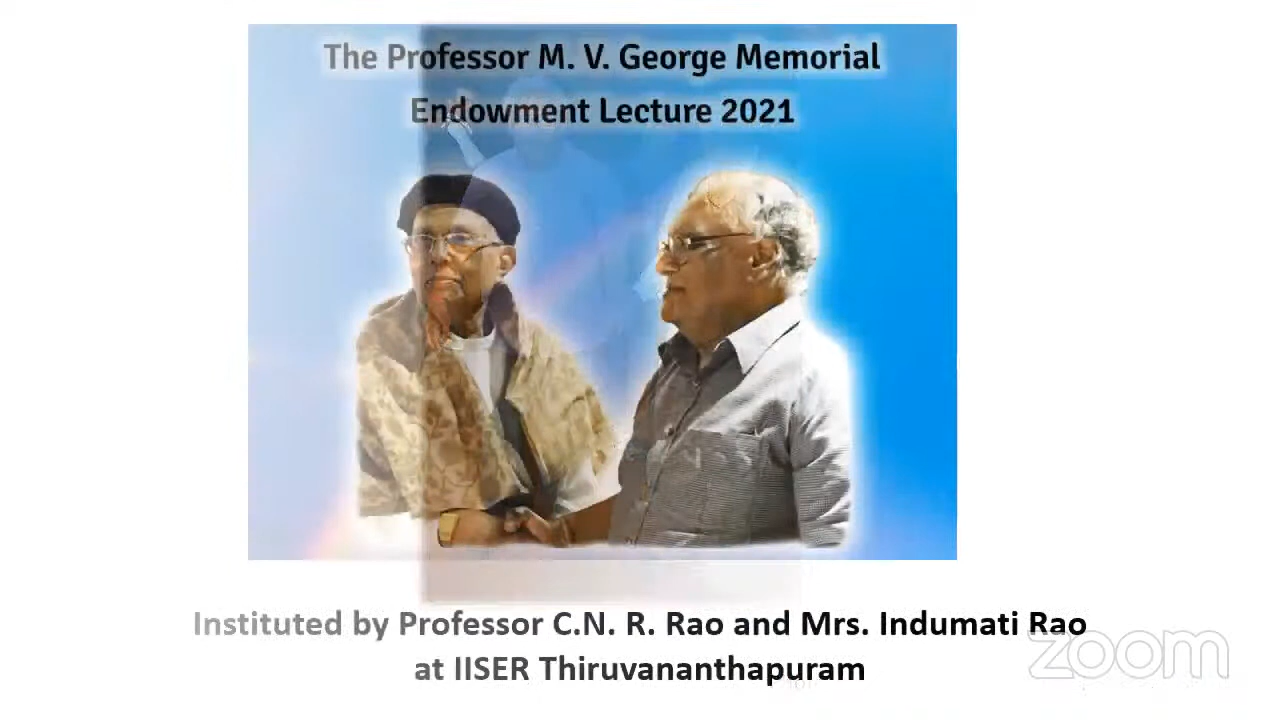 The Professor M. V. George Memorial
Endowment Lecture 2021
Instituted by Professor C.N. R. Rao and Mrs. Indumati Rao
at IISER Thiruvananthapuram
zoom